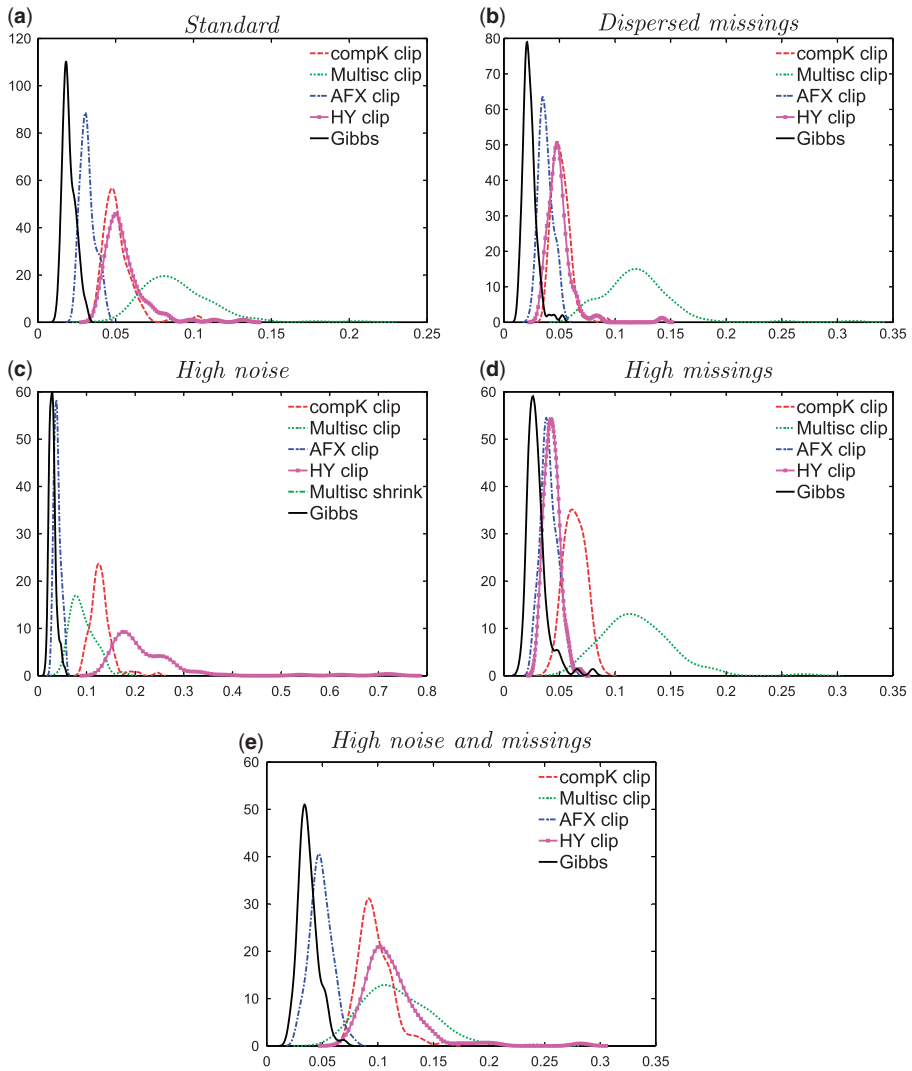 (a) Standard
120
100
80
60
40
20
0
0 0.05 0.1 0.15 0.2 0.25
compK clip
Multisc clip
AFX clip
HY clip
Gibbs
(b) Dispersed missings
80
70
60
50
40
30
20
10
0
0 0.05 0.1 0.15 0.2 0.25 0.3 0.35
compK clip
Multisc clip
AFX clip
HY clip
Gibbs
(c) High noise
60
50
40
30
20
10
0
0 0.1 0.2 0.3 0.4 0.5 0.6 0.7 0.8
compK clip
Multisc clip
AFX clip
HY clip
Multisc shrink
Gibbs
(d) High missings
60
50
40
30
20
10
0
0 0.05 0.1 0.15 0.2 0.25 0.3 0.35
compK clip
Multisc clip
AFX clip
HY clip
Gibbs
(e) High noise and missings
60
50
40
30
20
10
0
0 0.05 0.1 0.15 0.2 0.25 0.3 0.35
compK clip
Multisc clip
AFX clip
HY clip
Gibbs